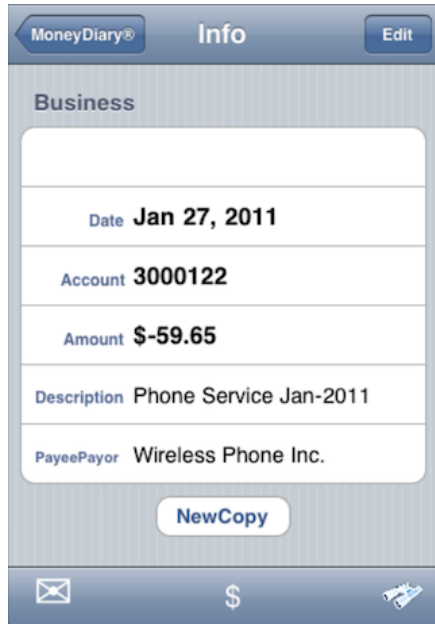 MoneyDiary® Info Edit
Business
Date Jan 27, 2011
Account 3000122
Amount $-59.65
Description Phone Service Jan-2011
PayeePayor Wireless Phone Inc.
NewCopy
$